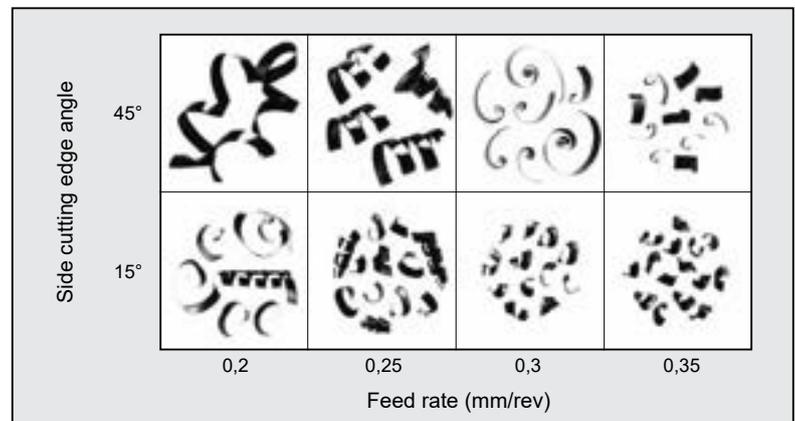 Side cutting edge angle
45°
15°
0,2 0,25 0,3 0,35
Feed rate (mm/rev)